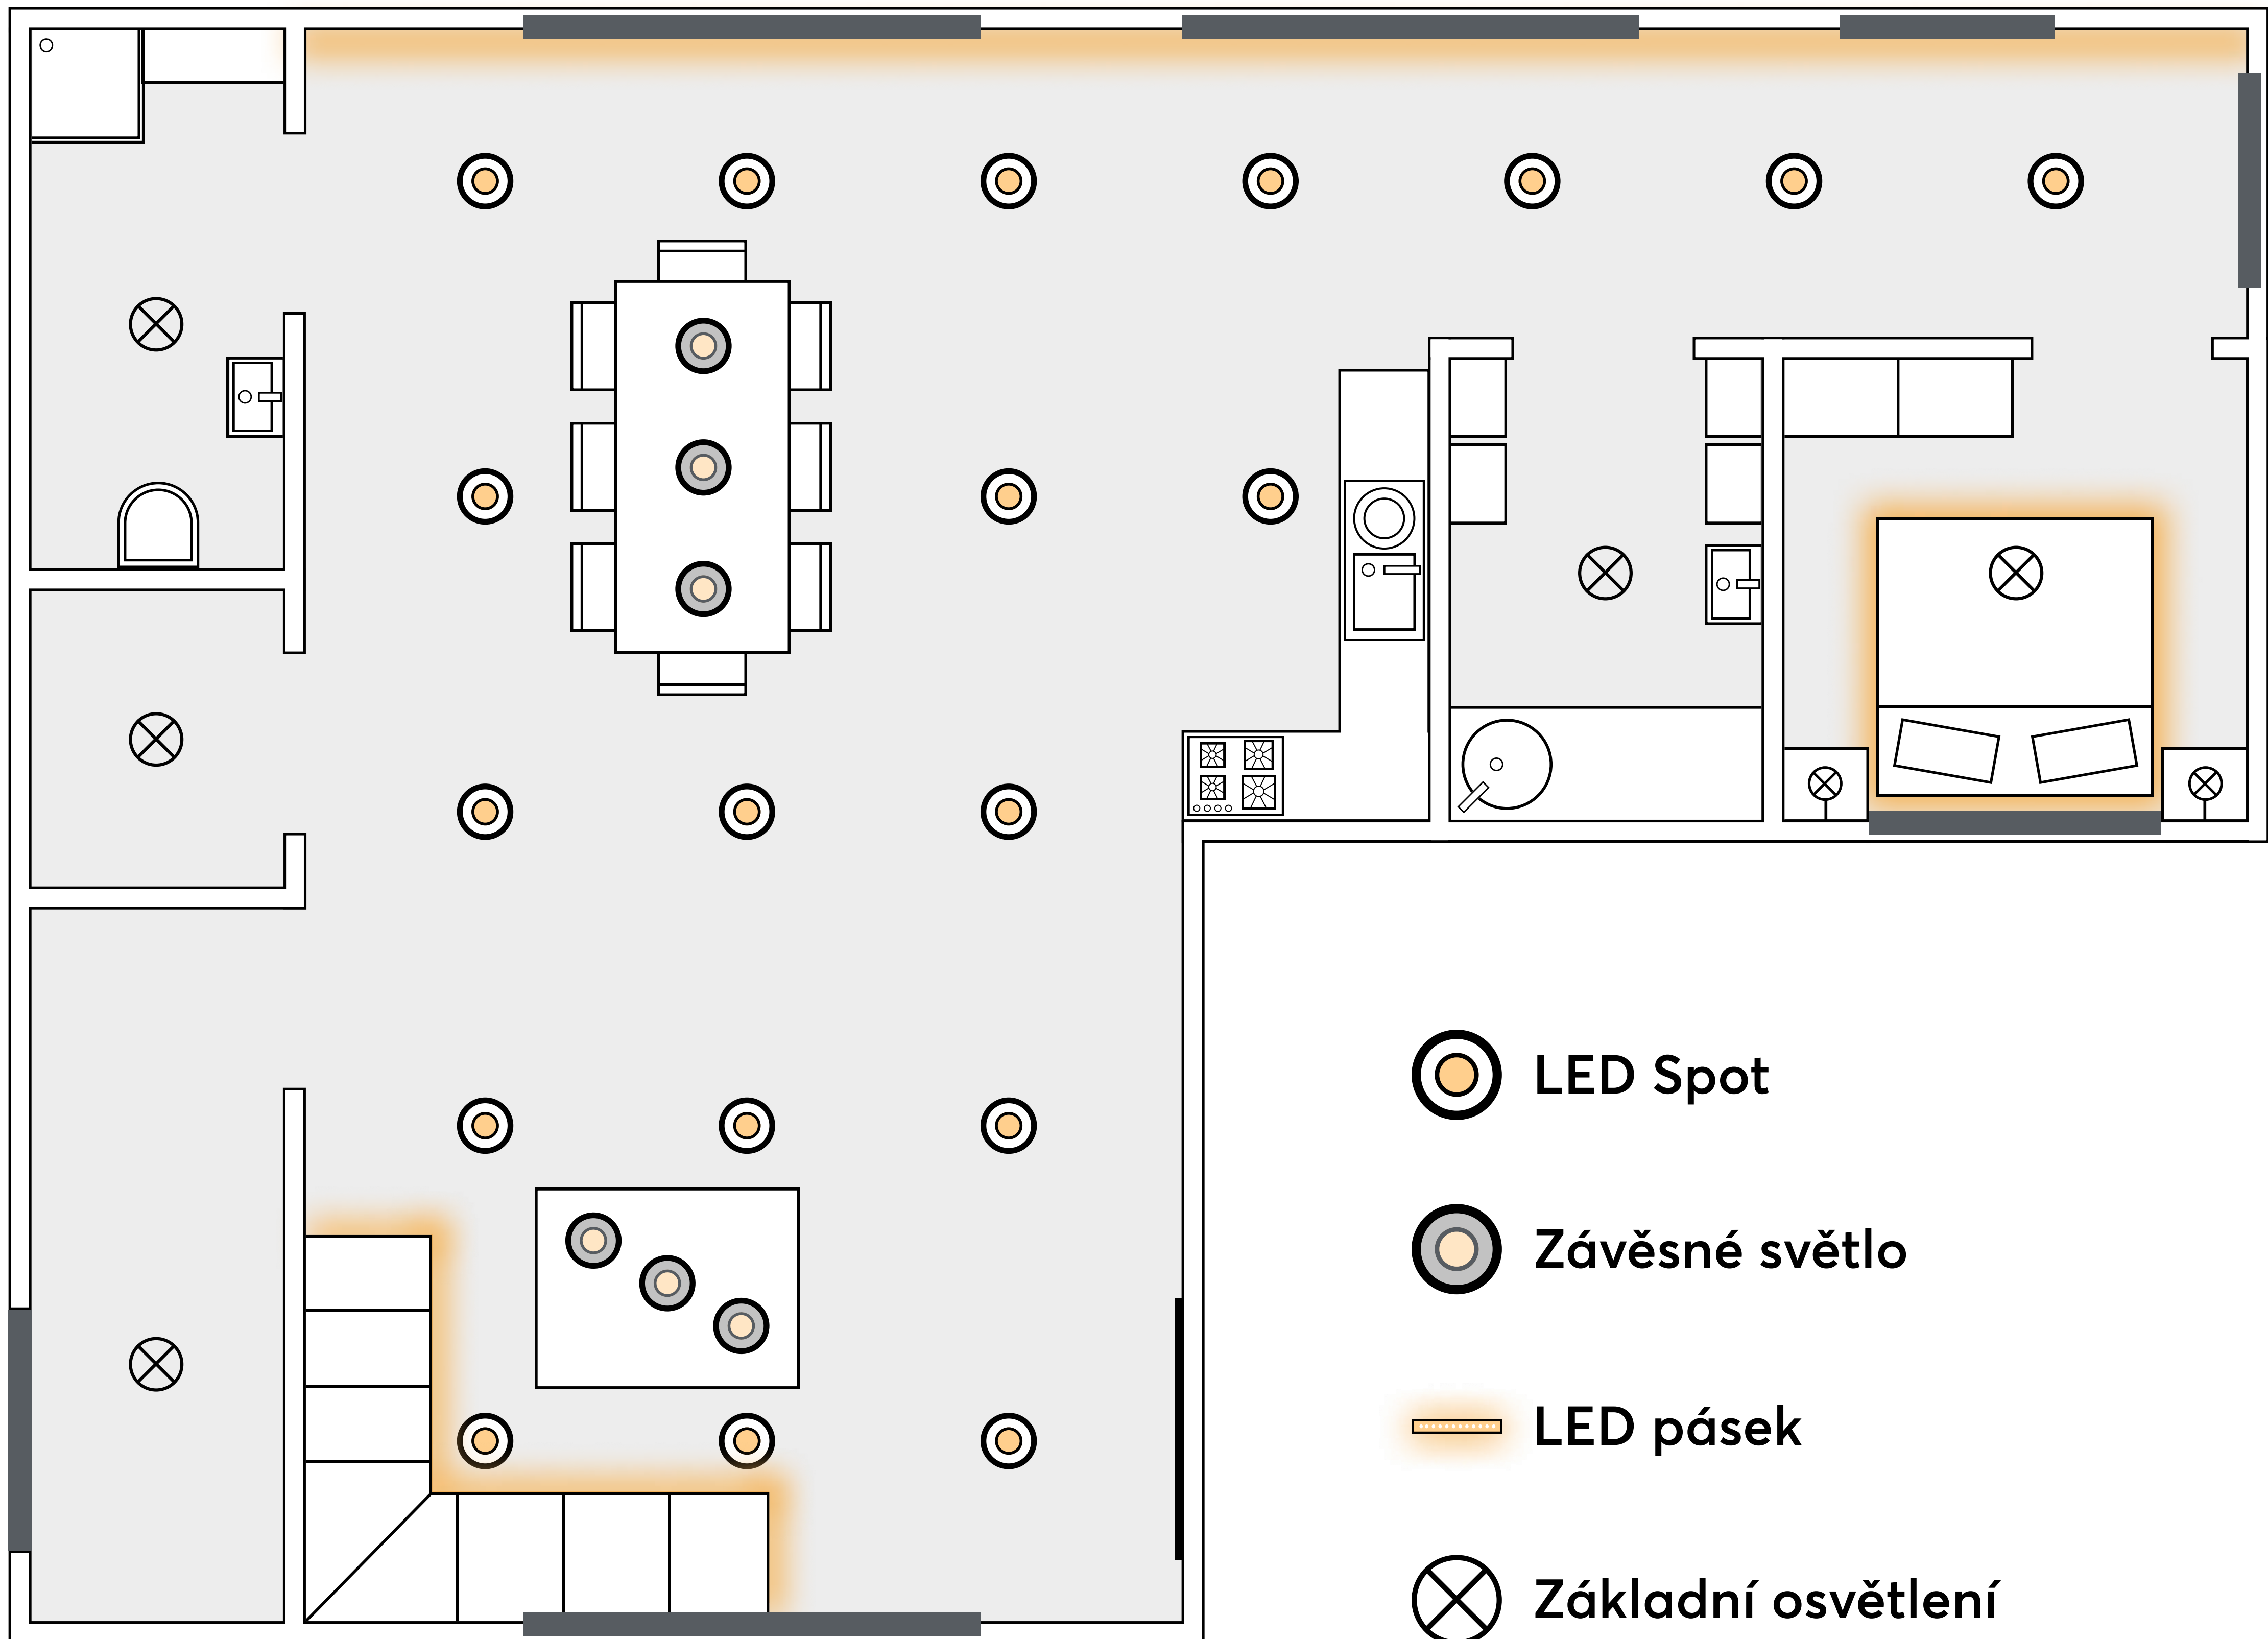 LED Spot
Závěsné světlo
LED pásek
Základní osvětlení